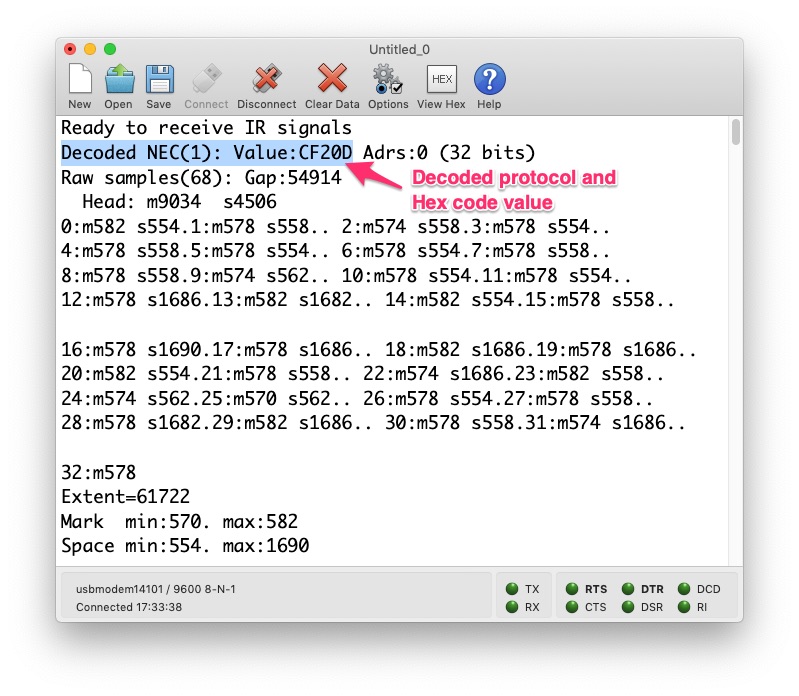 Untitled_0
New Open Save Connect Disconnect Clear Data Options View Hex Help
HEX
?
Ready to receive IR signals
Decoded NEC(1): Value:CF20D Adrs:0 (32 bits)
Raw samples(68): Gap:54914
Decoded protocol and
Hex code value
Head: m9034 s4506
0:m582 s554.1:m578 s558.. 2:m574 s558.3:m578 s554..
4:m578 s558.5:m578 s554.. 6:m578 s554.7:m578 s558..
8:m578 s558.9:m574 s562.. 10:m578 s554.11:m578 s554..
12:m578 s1686.13:m582 s1682.. 14:m582 s554.15:m578 s558..
16:m578 s1690.17:m578 s1686.. 18:m582 s1686.19:m578 s1686..
20:m582 s554.21:m578 s558.. 22:m574 s1686.23:m582 s558..
24:m574 s562.25:m570 s562.. 26:m578 s554.27:m578 s558..
28:m578 s1682.29:m582 s1686.. 30:m578 s558.31:m574 s1686..
32:m578
Extent=61722
Mark min:570. max:582
Space min:554. max:1690
usbmodem14101 / 9600 8-N-1
Connected 17:33:38
TX RTS DTR DCD
RX CTS DSR RI